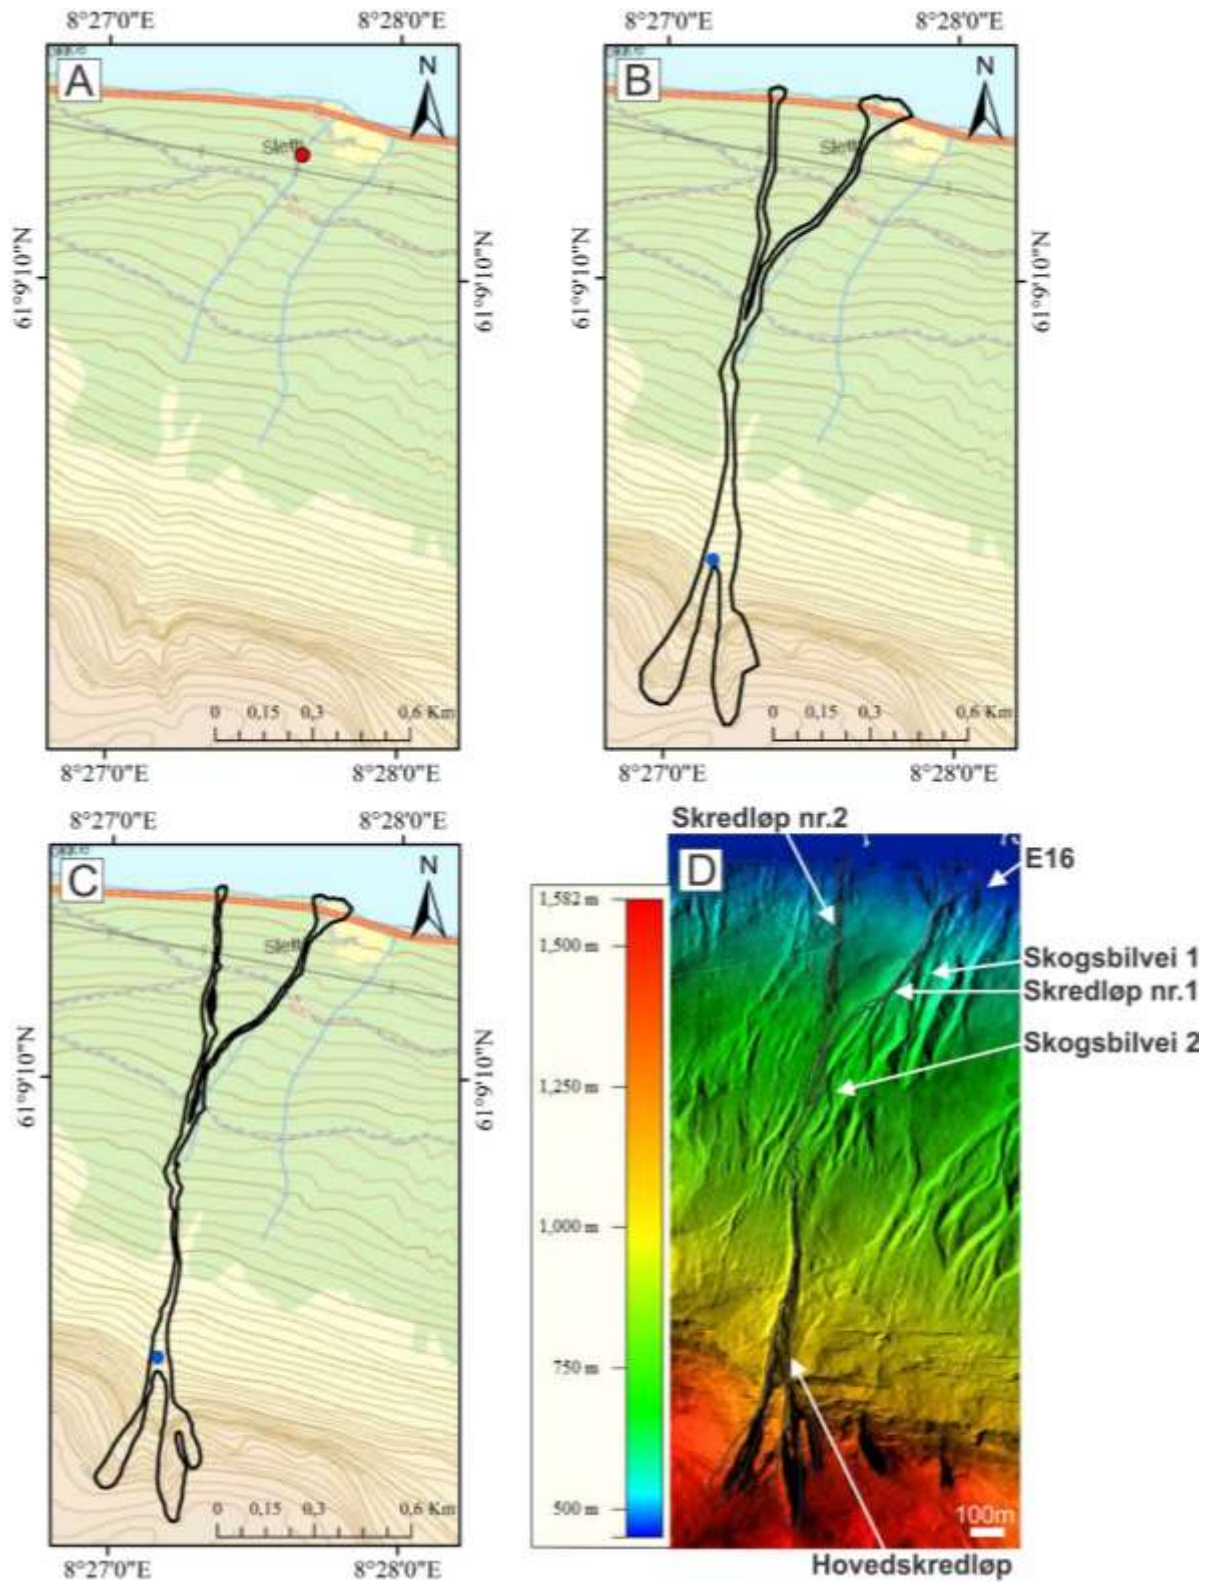 8°27'0"E 8°28'0"E
A
N
Slett
61°9'10"N
61°9'10"N
0 0,15 0,3 0,6 Km
8°27'0"E 8°28'0"E
8°27'0"E 8°28'0"E
B
N
Slett
61°9'10"N
0 0,15 0,3 0,6 Km
8°27'0"E 8°28'0"E
8°27'0"E 8°28'0"E
C
N
Slett
61°9'10"N
61°9'10"N
0 0,15 0,3 0,6 Km
8°27'0"E 8°28'0"E
Skredløp nr.2
D
E16
Skogsbilvei 1
Skredløp nr.1
Skogsbilvei 2
1,582 m
1,500 m
1,250 m
1,000 m
750 m
500 m
100m
Hovedskredløp